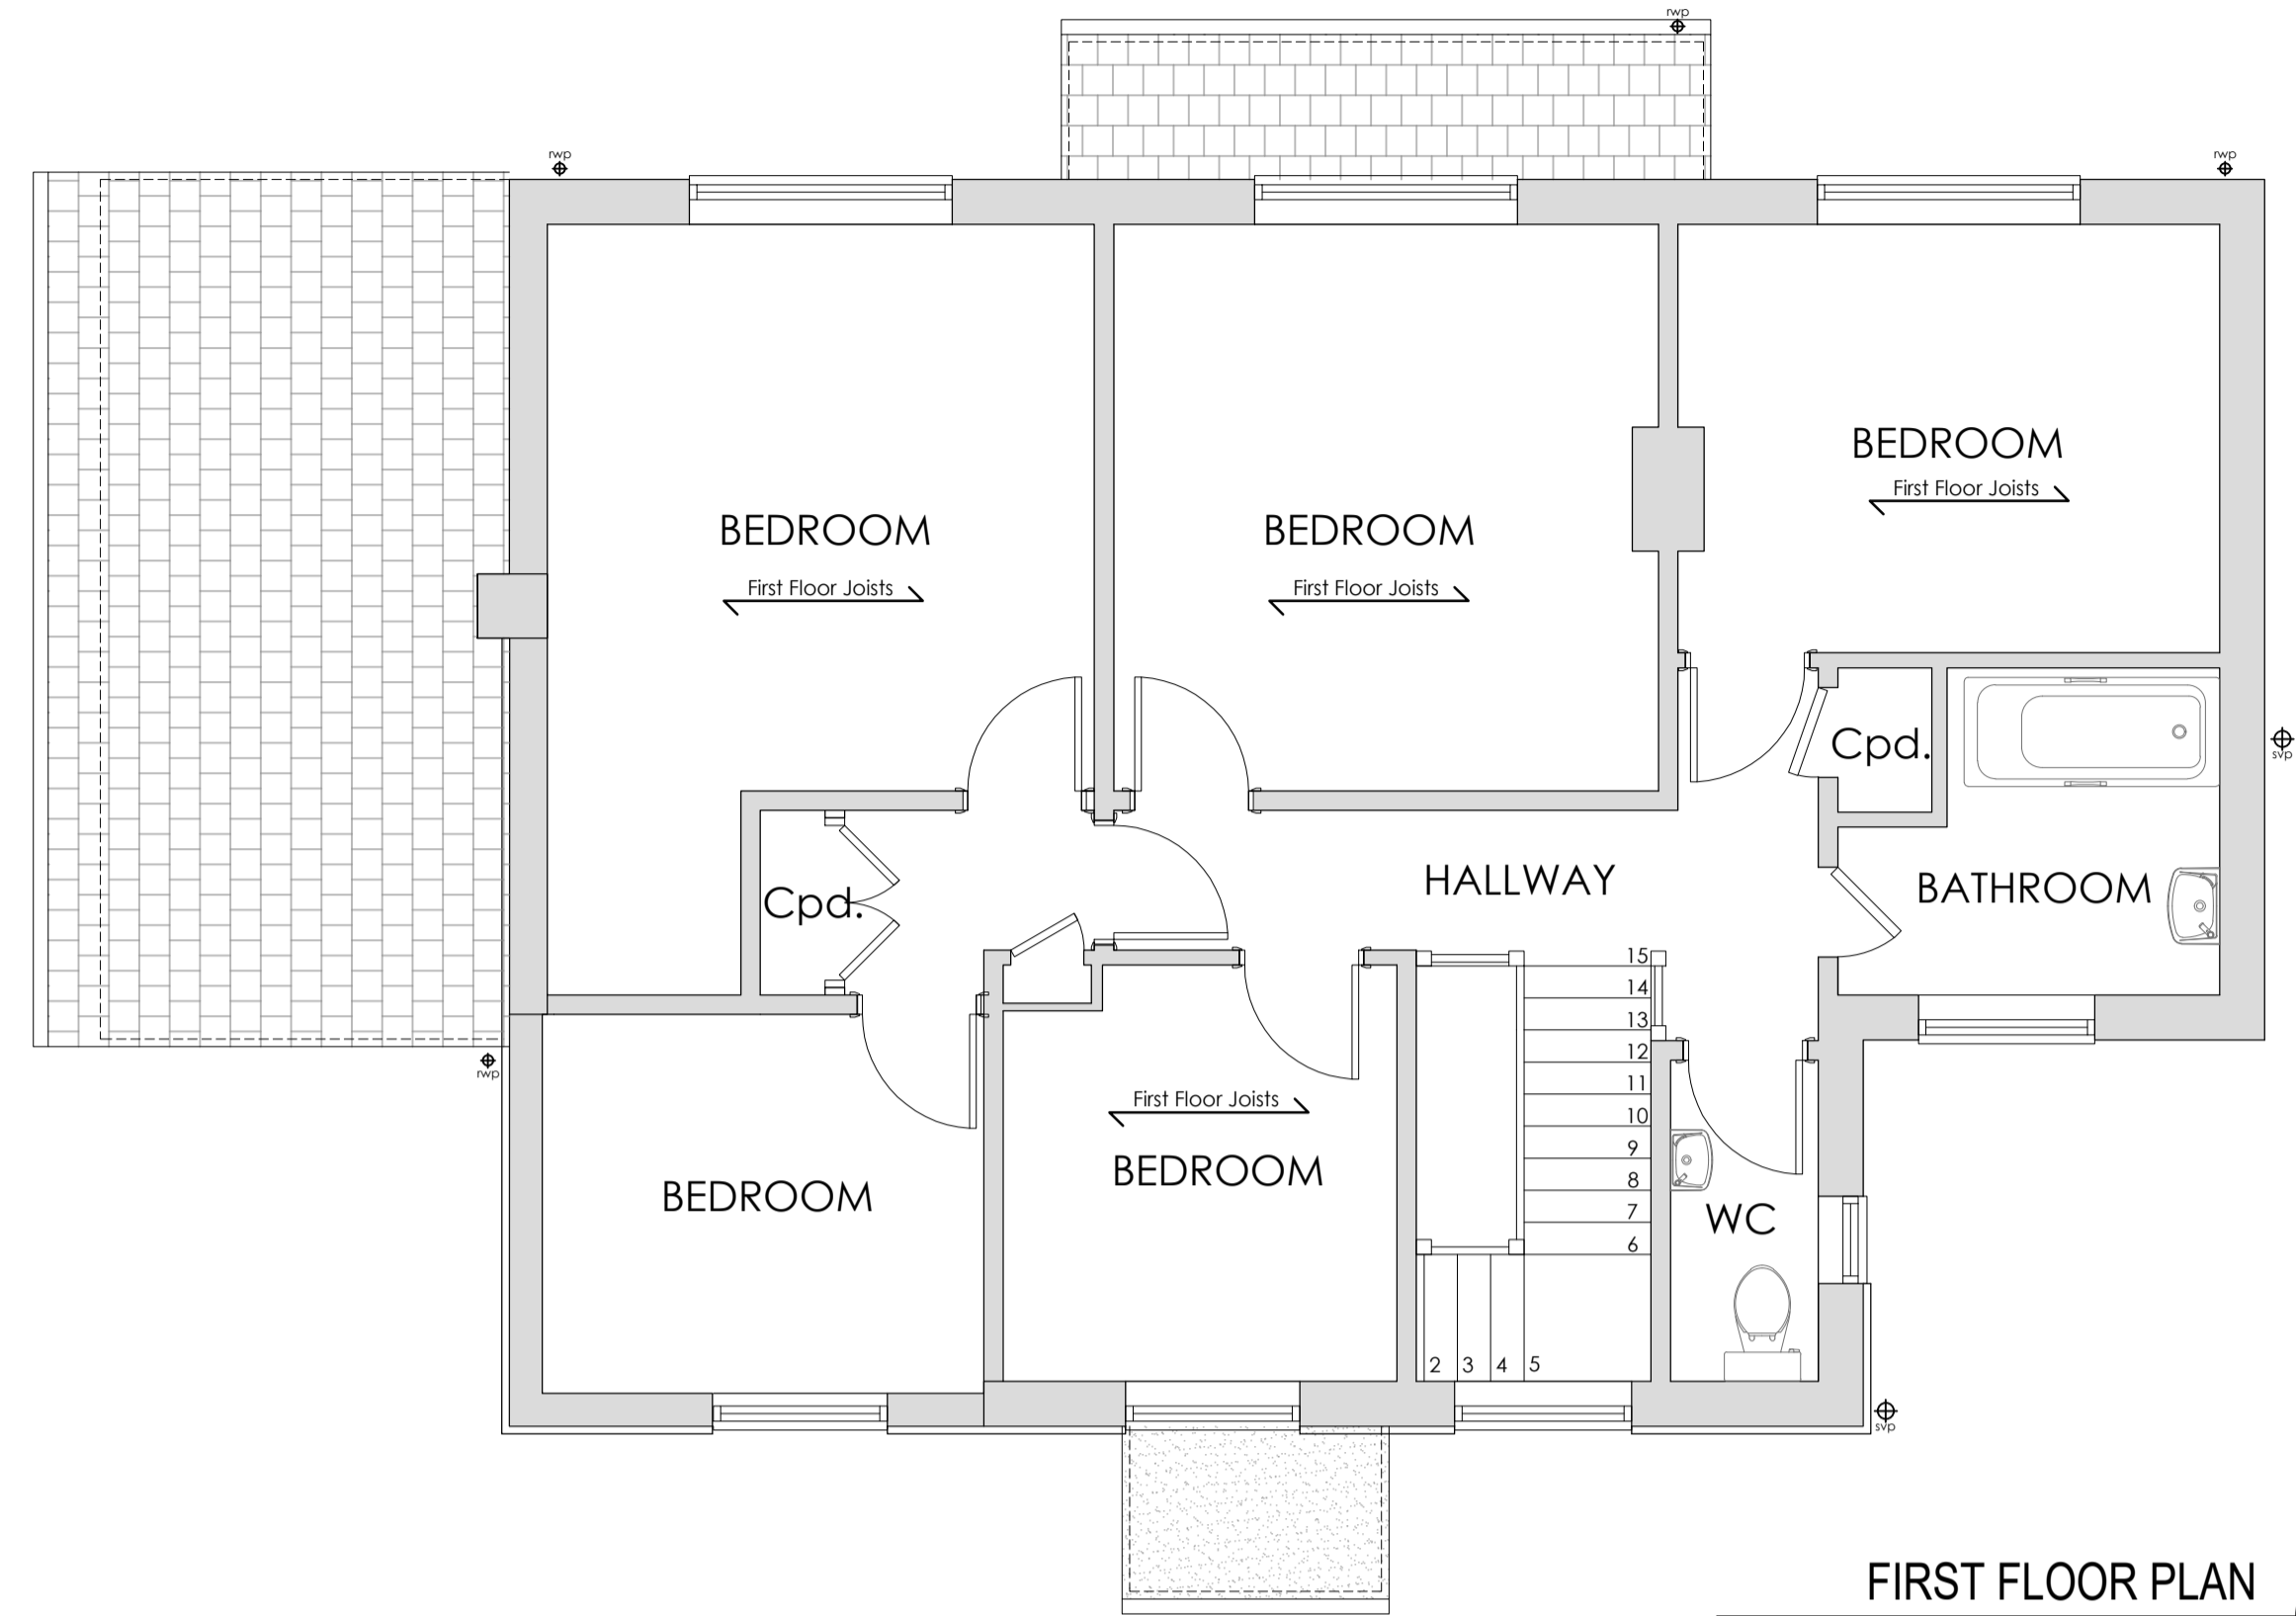 rwp
rwp
rwp
BEDROOM
First Floor Joists
BEDROOM
First Floor Joists
BEDROOM
First Floor Joists
Cpd.
svp
Cpd.
HALLWAY
BATHROOM
15
14
13
12
11
10
9
8
7
6
rwp
First Floor Joists
BEDROOM
BEDROOM
WC
2 3 4 5
svp
FIRST FLOOR PLAN